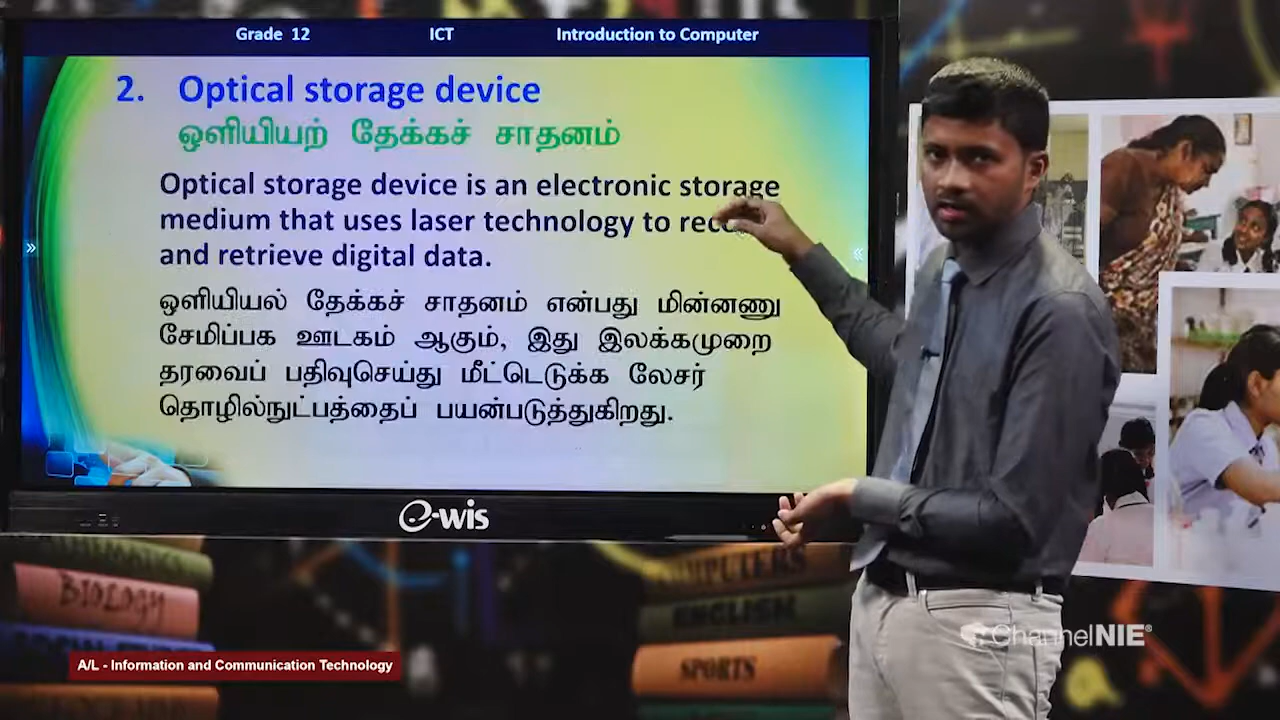 Grade 12 ICT Introduction to Computer
2. Optical storage device
ஒளியியற் தேக்கச் சாதனம்
Optical storage device is an electronic storage
medium that uses laser technology to
and retrieve digital data.
ஒளியியல் தேக்கச் சாதனம் என்பது மின்னணு
சேமிப்பக ஊடகம் ஆகும், இது இலக்கமுறை
தரவைப் பதிவுசெய்து மீட்டெடுக்க லேசர்
தொழில்நுட்பத்தைப் பயன்படுத்துகிறது.
e-wis
BIOLOGY
COMPUTERS
ENGLISH
SPORTS
A/L - Information and Communication Technology
ChannelNIE®